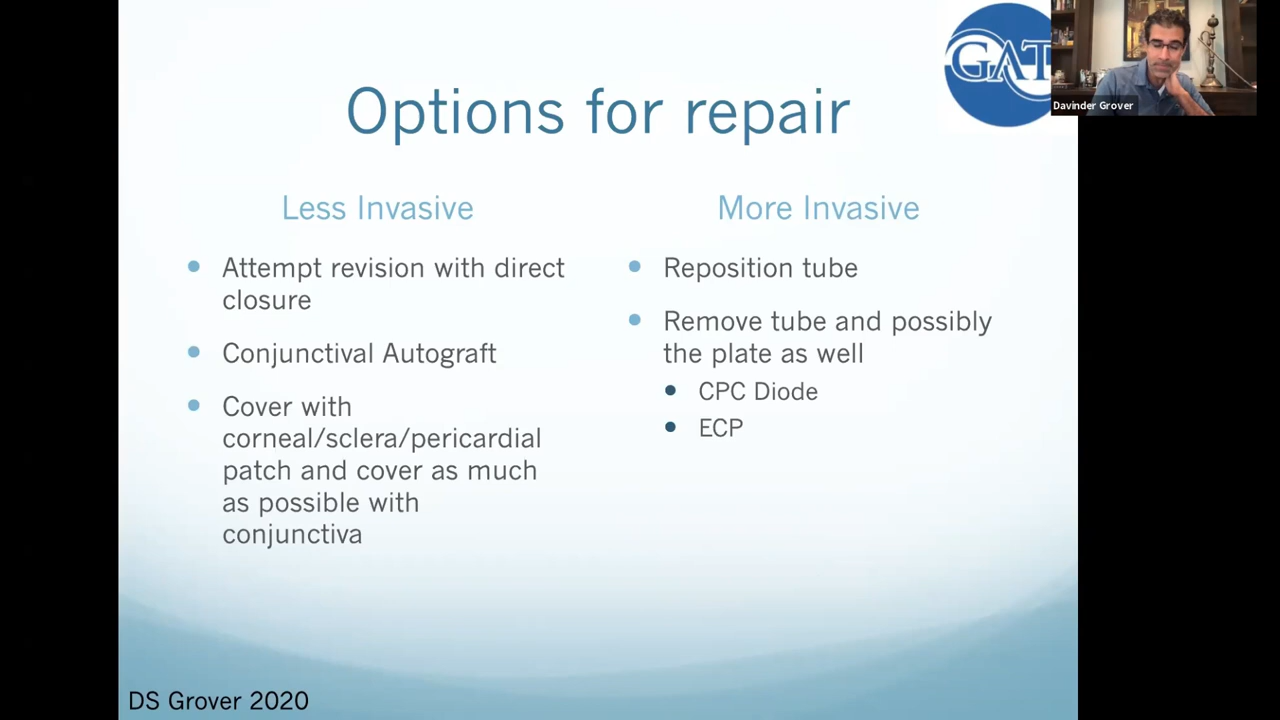 GAT
Davinder Grover
Options for repair
Less Invasive
Attempt revision with direct
closure
Conjunctival Autograft
Cover with
corneal/sclera/pericardial
patch and cover as much
as possible with
conjunctiva
More Invasive
Reposition tube
Remove tube and possibly
the plate as well
CPC Diode
ECP
DS Grover 2020